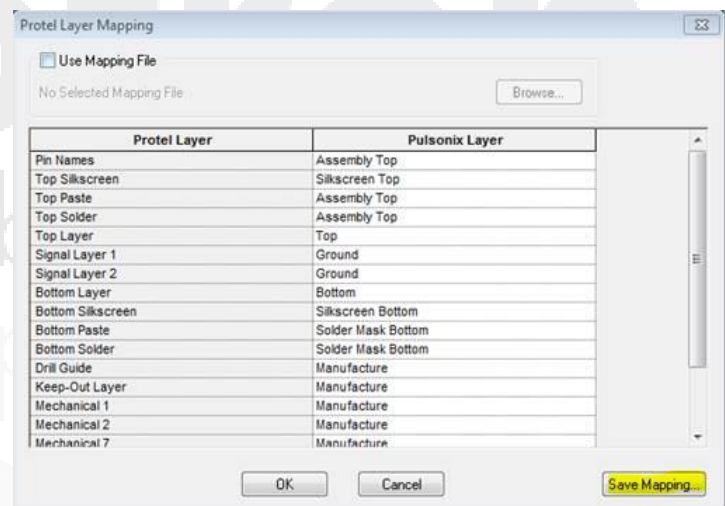 Protel Layer Mapping
Use Mapping File
No Selected Mapping File
Browse...
Protel Layer Pulsonix Layer
Pin Names Assembly Top
Top Silkscreen Silkscreen Top
Top Paste Assembly Top
Top Solder Assembly Top
Top Layer Top
Signal Layer 1 Ground
Signal Layer 2 Ground
Bottom Layer Bottom
Bottom Silkscreen Silkscreen Bottom
Bottom Paste Solder Mask Bottom
Bottom Solder Solder Mask Bottom
Drill Guide Manufacture
Keep-Out Layer Manufacture
Mechanical 1 Manufacture
Mechanical 2 Manufacture
Mechanical 7 Manufacture
OK Cancel Save Mapping...